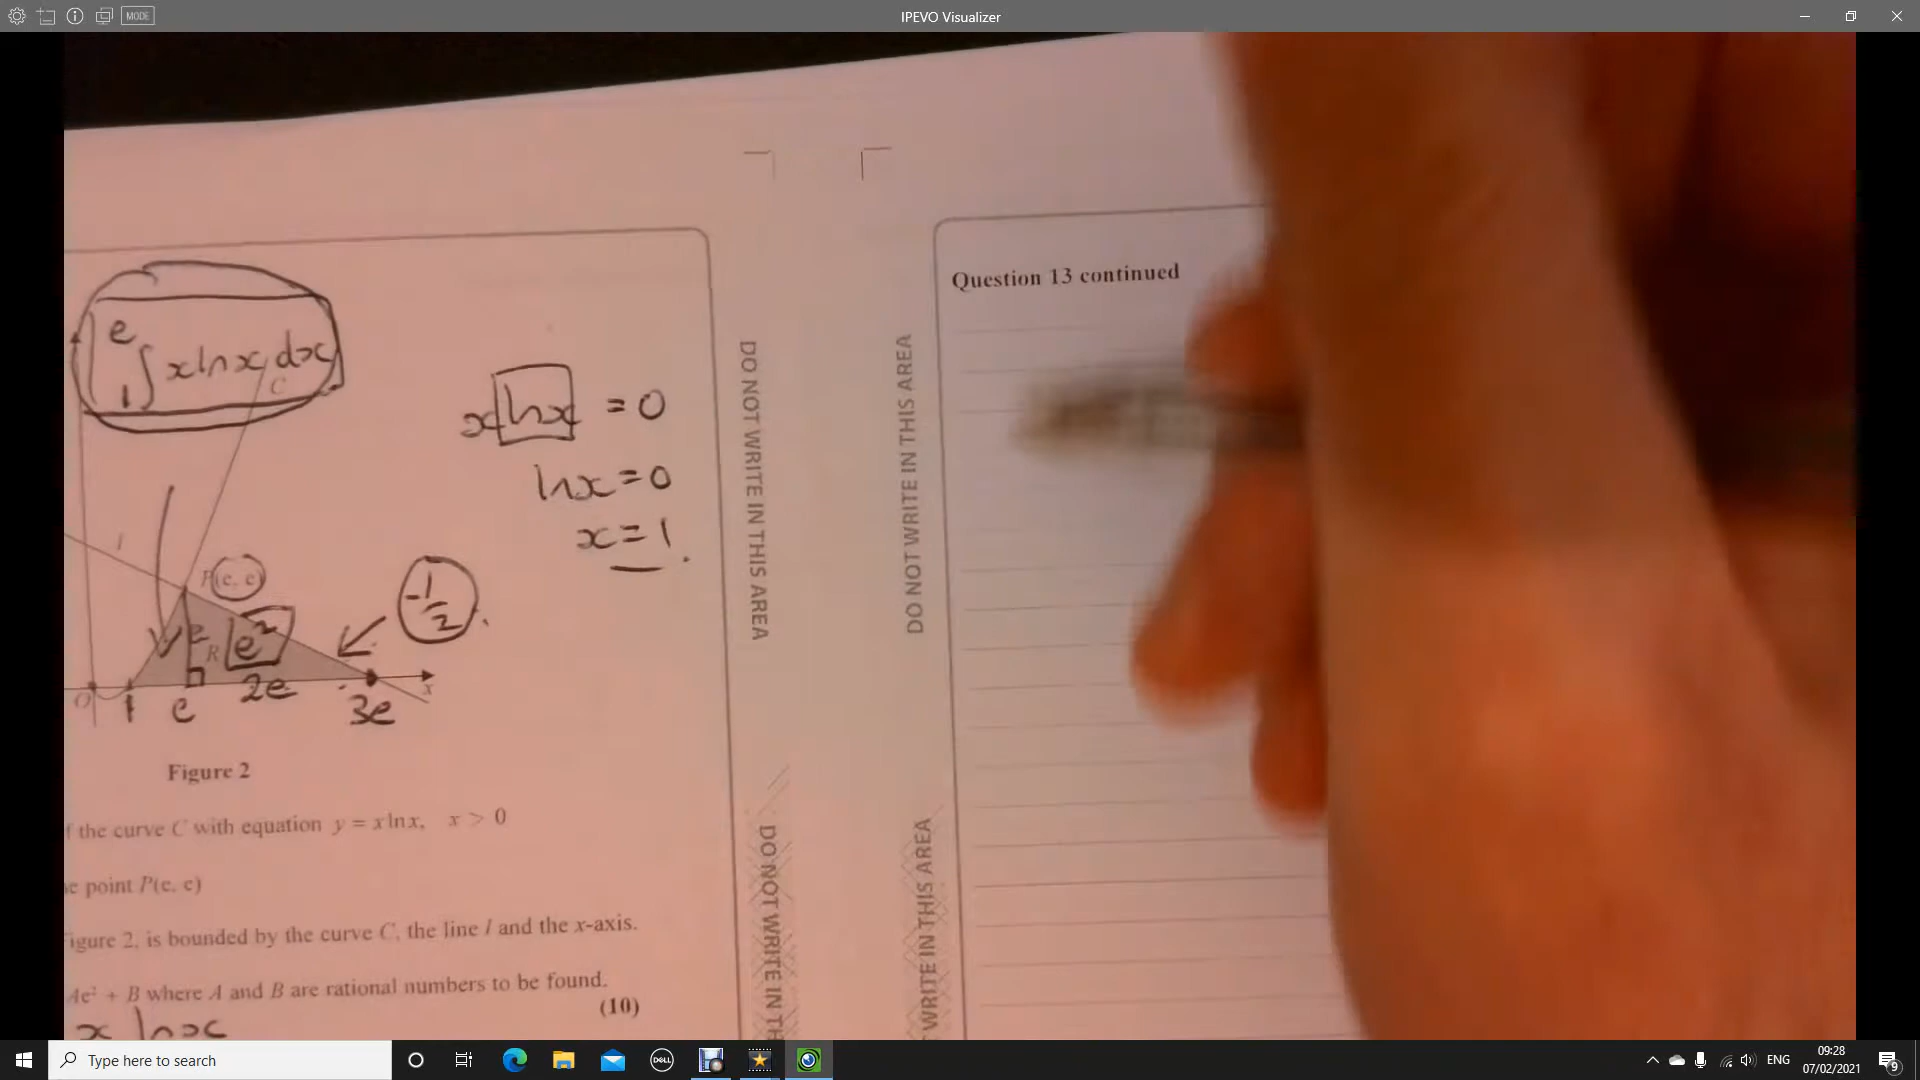 MODE
IPEVO Visualizer
e
∫ x ln x dx
1
C
x ln x = 0
ln x = 0
x = 1
l
P(e, e)
-1/2
e
R
e²
O
1
e
2e
3e
x
Figure 2
f the curve C with equation y = x ln x, x > 0
e point P(e, e)
igure 2, is bounded by the curve C, the line l and the x-axis.
Ae² + B where A and B are rational numbers to be found.
(10)
x ln x
DO NOT WRITE IN THIS AREA
DO NOT WRITE IN TH
DO NOT WRITE IN THIS AREA
WRITE IN THIS AREA
Question 13 continued
Type here to search
DELL
ENG
09:28
07/02/2021
9